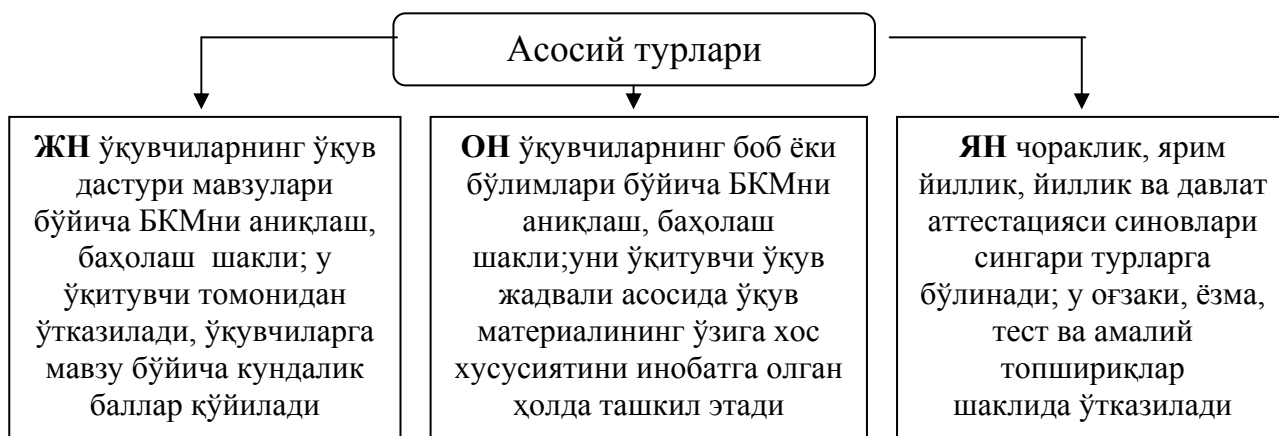 Асосий турлари
ЖН ўқувчиларнинг ўқув
дастури мавзулари
бўйича БКМни аниқлаш,
баҳолаш шакли; у
ўқитувчи томонидан
ўтказилади, ўқувчиларга
мавзу бўйича кундалик
баллар қўйилади
ОН ўқувчиларнинг боб ёки
бўлимлари бўйича БКМни
аниқлаш, баҳолаш
шакли;уни ўқитувчи ўқув
жадвали асосида ўқув
материалининг ўзига хос
хусусиятини инобатга олган
ҳолда ташкил этади
ЯН чораклик, ярим
йиллик, йиллик ва давлат
аттестацияси синовлари
сингари турларга
бўлинади; у оғзаки, ёзма,
тест ва амалий
топшириқлар
шаклида ўтказилади